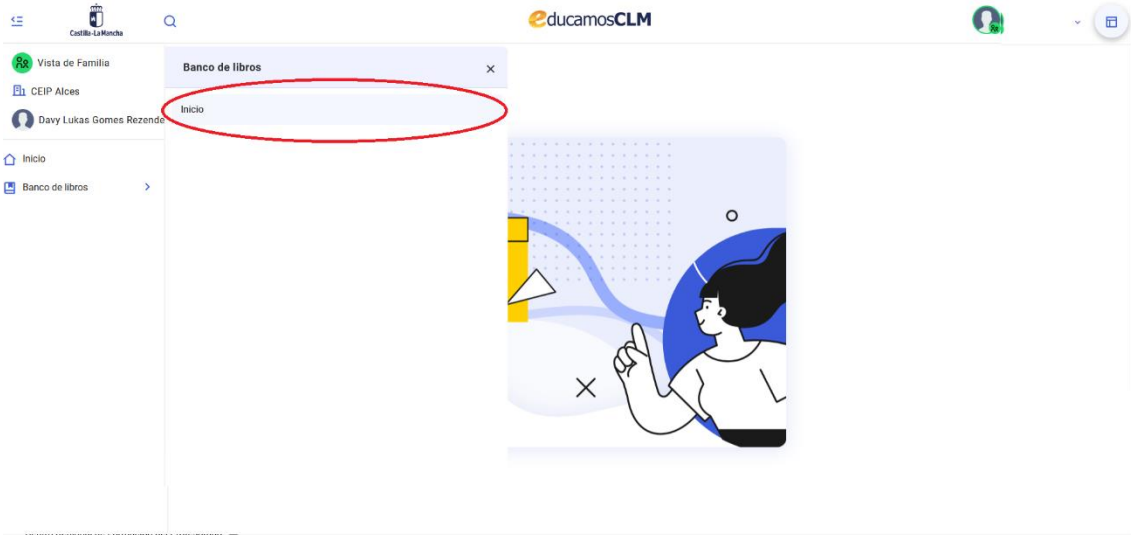 Castilla-La Mancha
educamosCLM
Vista de Familia
CEIP Alces
Davy Lukas Gomes Rezende
Inicio
Banco de libros
Banco de libros
Inicio